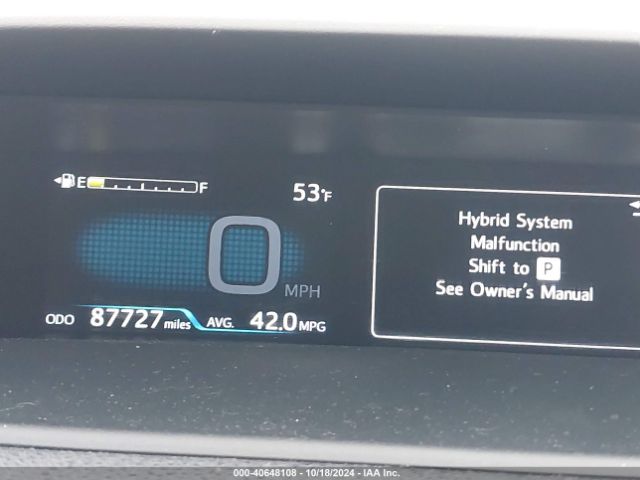 E F
53°F
0
MPH
ODO 87727 miles AVG. 42.0 MPG
Hybrid System
Malfunction
Shift to P
See Owner's Manual
000-40648108 - 10/18/2024 - IAA Inc.